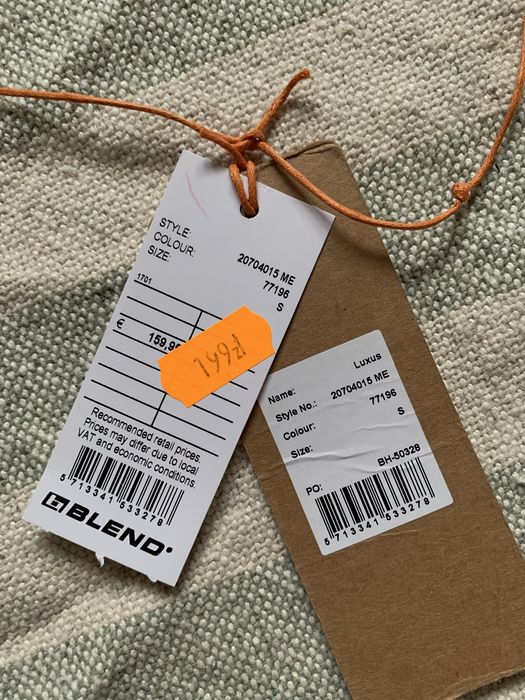 STYLE: 20704015 ME
COLOUR: 77196
SIZE: S
1701
€ 159,95
199zł
Recommended retail prices.
Prices may differ due to local
VAT and economic conditions.
5 713341 533278
BLEND
Name: Luxus
Style No.: 20704015 ME
Colour: 77196
Size: S
PO: BH-50328
5 713341 533278